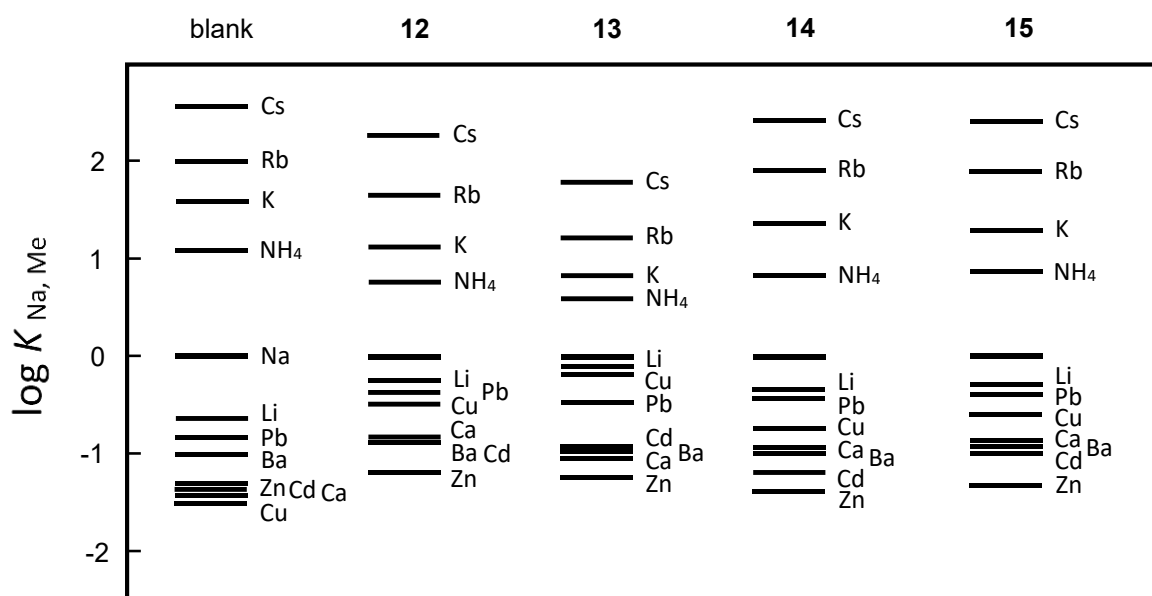 blank 12 13 14 15
log K Na, Me
2
1
0
-1
-2
Cs
Rb
K
NH₄
Na
Li
Pb
Ba
Zn Cd Ca
Cu
Cs
Rb
K
NH₄
Li
Pb
Cu
Ca
Ba Cd
Zn
Cs
Rb
K
NH₄
Li
Cu
Pb
Cd
Ba
Ca
Zn
Cs
Rb
K
NH₄
Li
Pb
Cu
Ca Ba
Cd
Zn
Cs
Rb
K
NH₄
Li
Pb
Cu
Ca
Ba
Cd
Zn